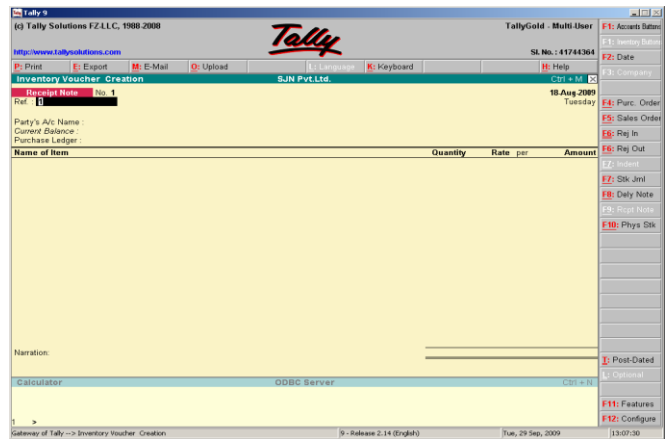 Tally 9
(c) Tally Solutions FZ-LLC, 1988-2008
TallyGold - Multi-User
Tally
http://www.tallysolutions.com
Sl. No. : 41744364
P: Print E: Export M: E-Mail O: Upload L: Language K: Keyboard H: Help
Inventory Voucher Creation SJN Pvt.Ltd. Ctrl + M
Receipt Note No. 1 18-Aug-2009
Ref. : 1 Tuesday
Party's A/c Name :
Current Balance :
Purchase Ledger :
Name of Item Quantity Rate per Amount
Narration:
Calculator ODBC Server Ctrl + N
1 >
Gateway of Tally --> Inventory Voucher Creation 9 - Release 2.14 (English) Tue, 29 Sep, 2009 13:07:30
F1: Accounts Buttons
F1: Inventory Buttons
F2: Date
F3: Company
F4: Purc. Order
F5: Sales Order
F6: Rej In
F6: Rej Out
F7: Indent
F7: Stk Jrnl
F8: Dely Note
F9: Rcpt Note
F10: Phys Stk
T: Post-Dated
L: Optional
F11: Features
F12: Configure